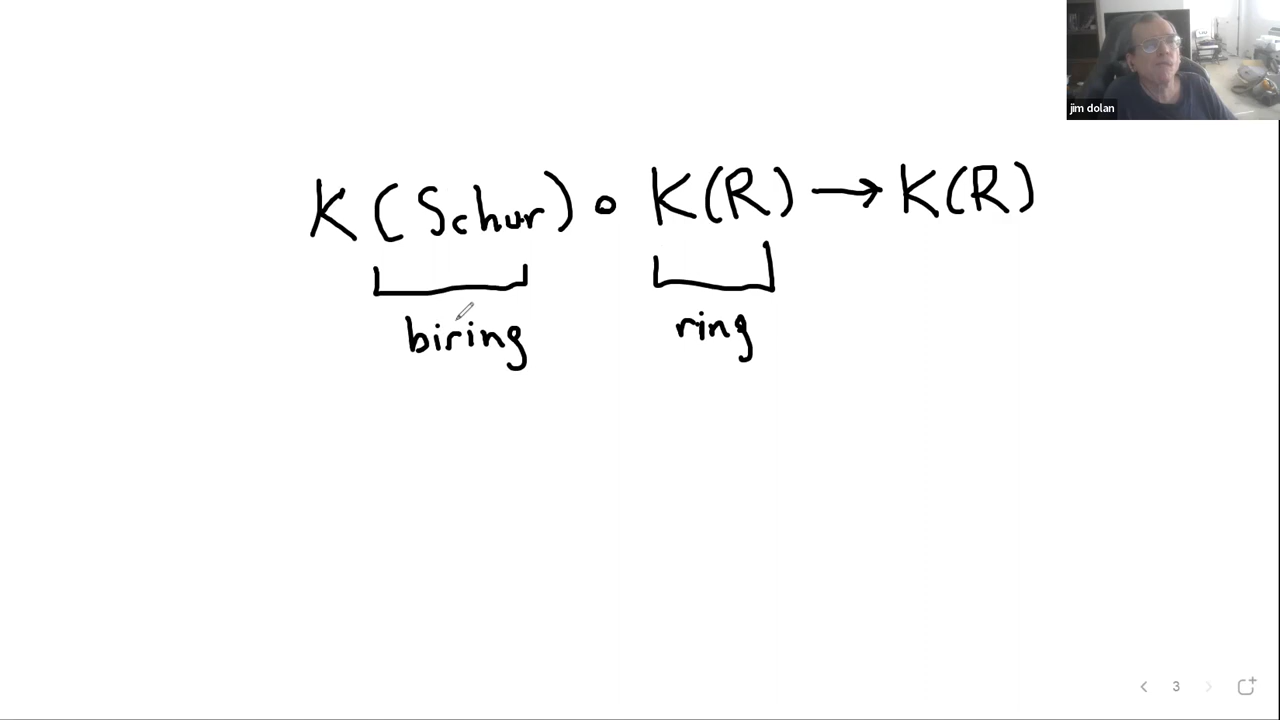 jim dolan
K(Schur) ∘ K(R) → K(R)
biring ring
3